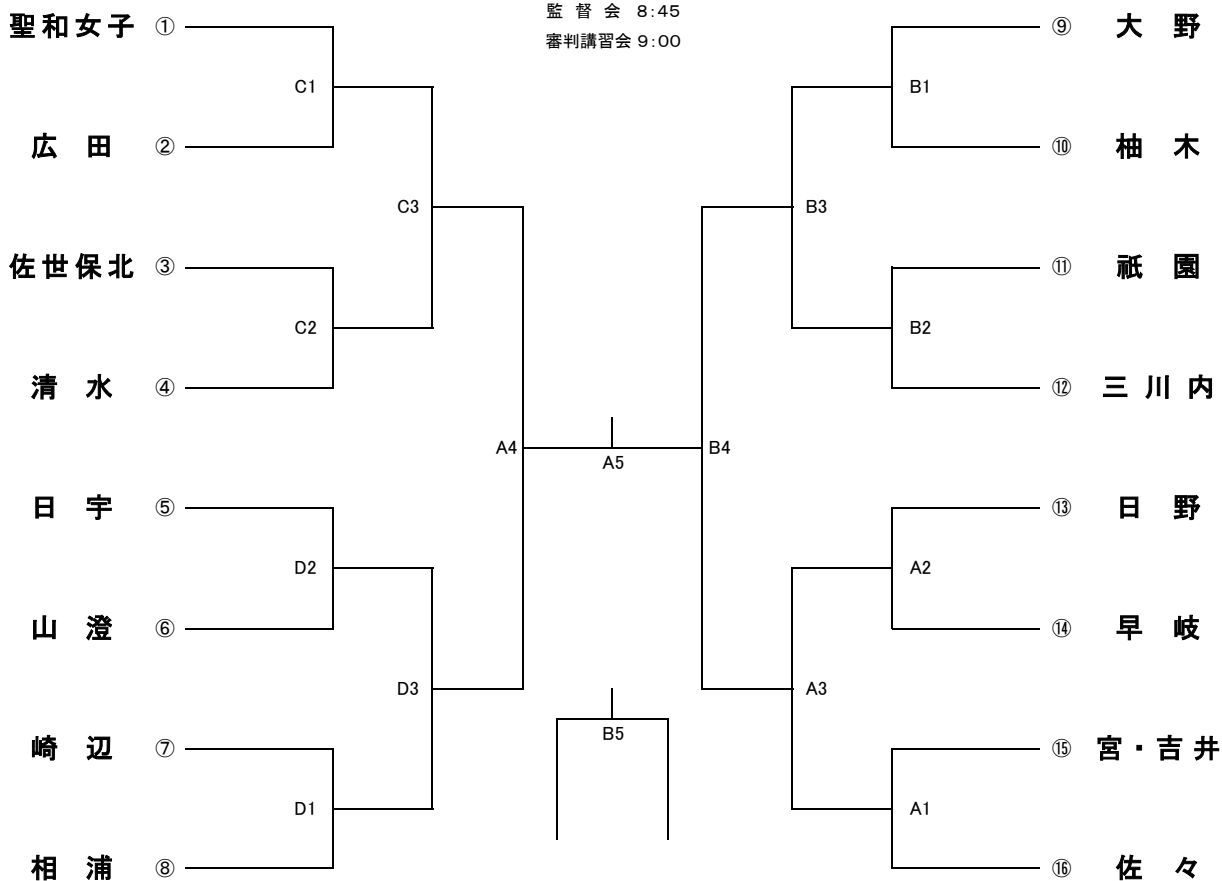 監 督 会 8:45
審判講習会 9:00
聖和女子 ①
C1
広 田 ②
C3
佐世保北 ③
C2
清 水 ④
A4
日 宇 ⑤
D2
山 澄 ⑥
D3
崎 辺 ⑦
D1
相 浦 ⑧
A5
B5
⑨ 大 野
B1
⑩ 柚 木
B3
⑪ 祇 園
B2
⑫ 三 川 内
B4
⑬ 日 野
A2
⑭ 早 岐
A3
⑮ 宮・吉井
A1
⑯ 佐 々